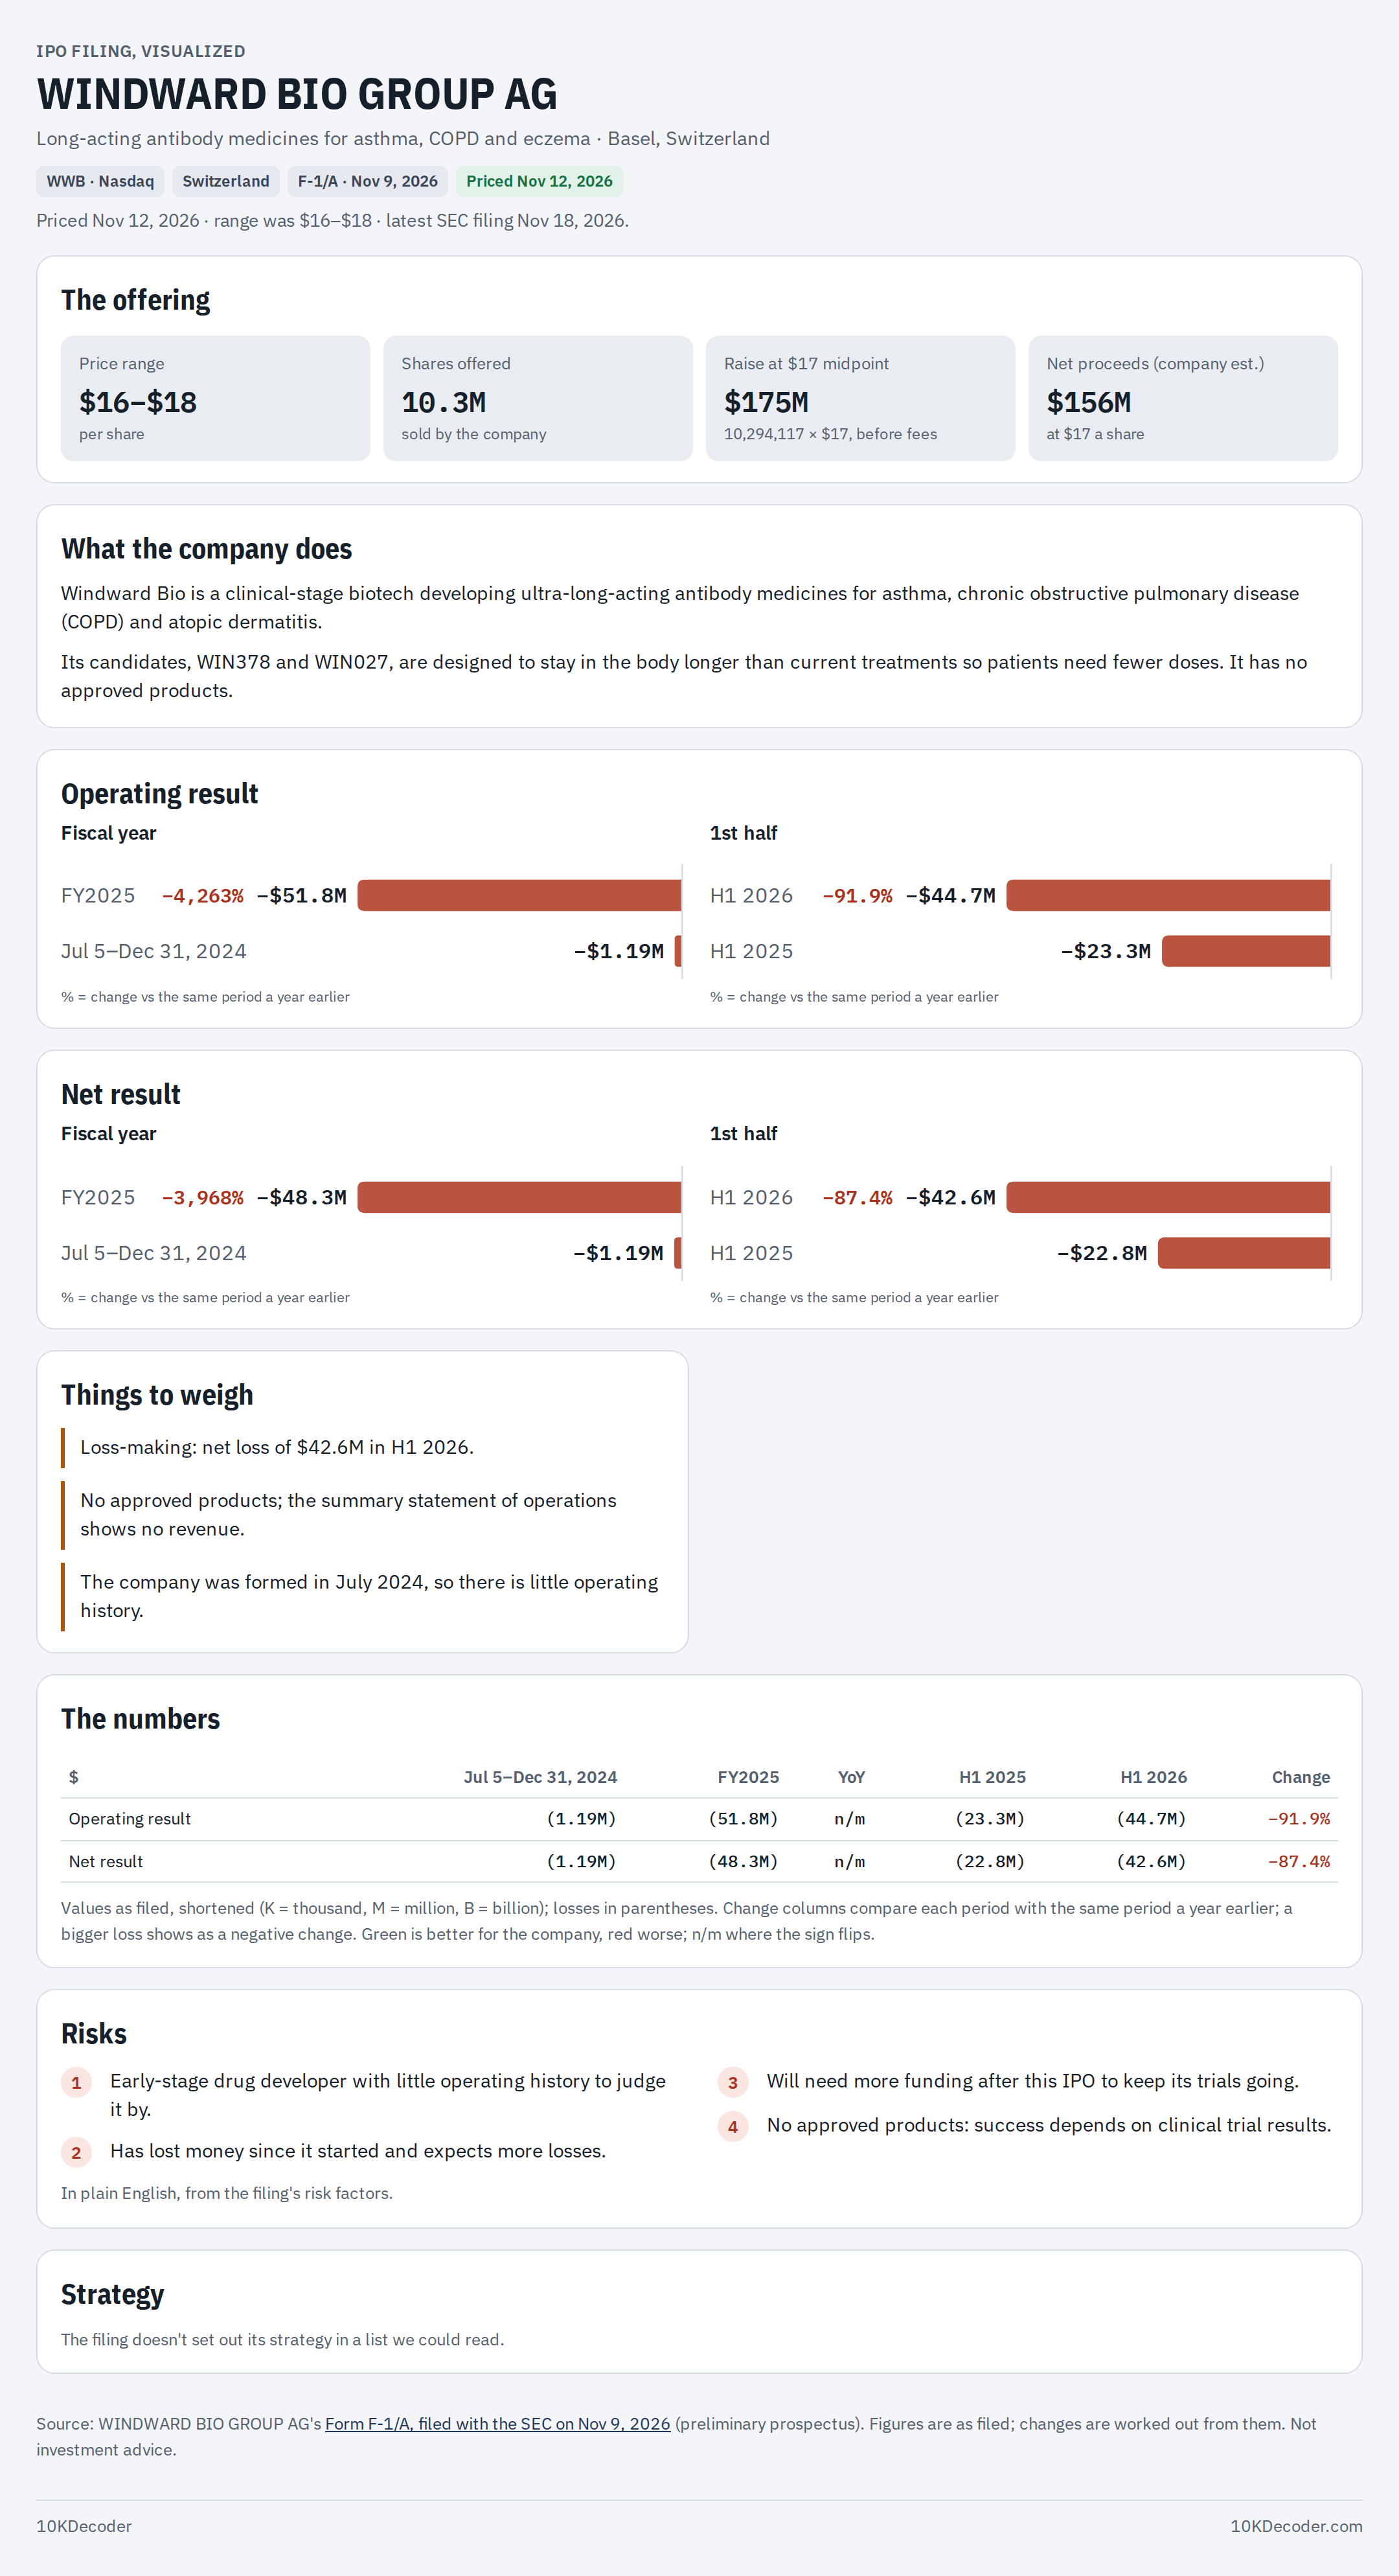 IPO FILING, VISUALIZED
WINDWARD BIO GROUP AG
Long-acting antibody medicines for asthma, COPD and eczema · Basel, Switzerland
WWB · Nasdaq Switzerland F-1/A · Nov 9, 2026 Priced Nov 12, 2026
Priced Nov 12, 2026 · range was $16–$18 · latest SEC filing Nov 18, 2026.
The offering
Price range
$16–$18
per share
Shares offered
10.3M
sold by the company
Raise at $17 midpoint
$175M
10,294,117 × $17, before fees
Net proceeds (company est.)
$156M
at $17 a share
What the company does
Windward Bio is a clinical-stage biotech developing ultra-long-acting antibody medicines for asthma, chronic obstructive pulmonary disease
(COPD) and atopic dermatitis.
Its candidates, WIN378 and WIN027, are designed to stay in the body longer than current treatments so patients need fewer doses. It has no
approved products.
Operating result
Fiscal year
FY2025 −4,263% −$51.8M
Jul 5–Dec 31, 2024 −$1.19M
% = change vs the same period a year earlier
1st half
H1 2026 −91.9% −$44.7M
H1 2025 −$23.3M
% = change vs the same period a year earlier
Net result
Fiscal year
FY2025 −3,968% −$48.3M
Jul 5–Dec 31, 2024 −$1.19M
% = change vs the same period a year earlier
1st half
H1 2026 −87.4% −$42.6M
H1 2025 −$22.8M
% = change vs the same period a year earlier
Things to weigh
Loss-making: net loss of $42.6M in H1 2026.
No approved products; the summary statement of operations
shows no revenue.
The company was formed in July 2024, so there is little operating
history.
The numbers
$ Jul 5–Dec 31, 2024 FY2025 YoY H1 2025 H1 2026 Change
Operating result (1.19M) (51.8M) n/m (23.3M) (44.7M) −91.9%
Net result (1.19M) (48.3M) n/m (22.8M) (42.6M) −87.4%
Values as filed, shortened (K = thousand, M = million, B = billion); losses in parentheses. Change columns compare each period with the same period a year earlier; a
bigger loss shows as a negative change. Green is better for the company, red worse; n/m where the sign flips.
Risks
1 Early-stage drug developer with little operating history to judge
it by.
2 Has lost money since it started and expects more losses.
3 Will need more funding after this IPO to keep its trials going.
4 No approved products: success depends on clinical trial results.
In plain English, from the filing's risk factors.
Strategy
The filing doesn't set out its strategy in a list we could read.
Source: WINDWARD BIO GROUP AG's Form F-1/A, filed with the SEC on Nov 9, 2026 (preliminary prospectus). Figures are as filed; changes are worked out from them. Not
investment advice.
10KDecoder 10KDecoder.com